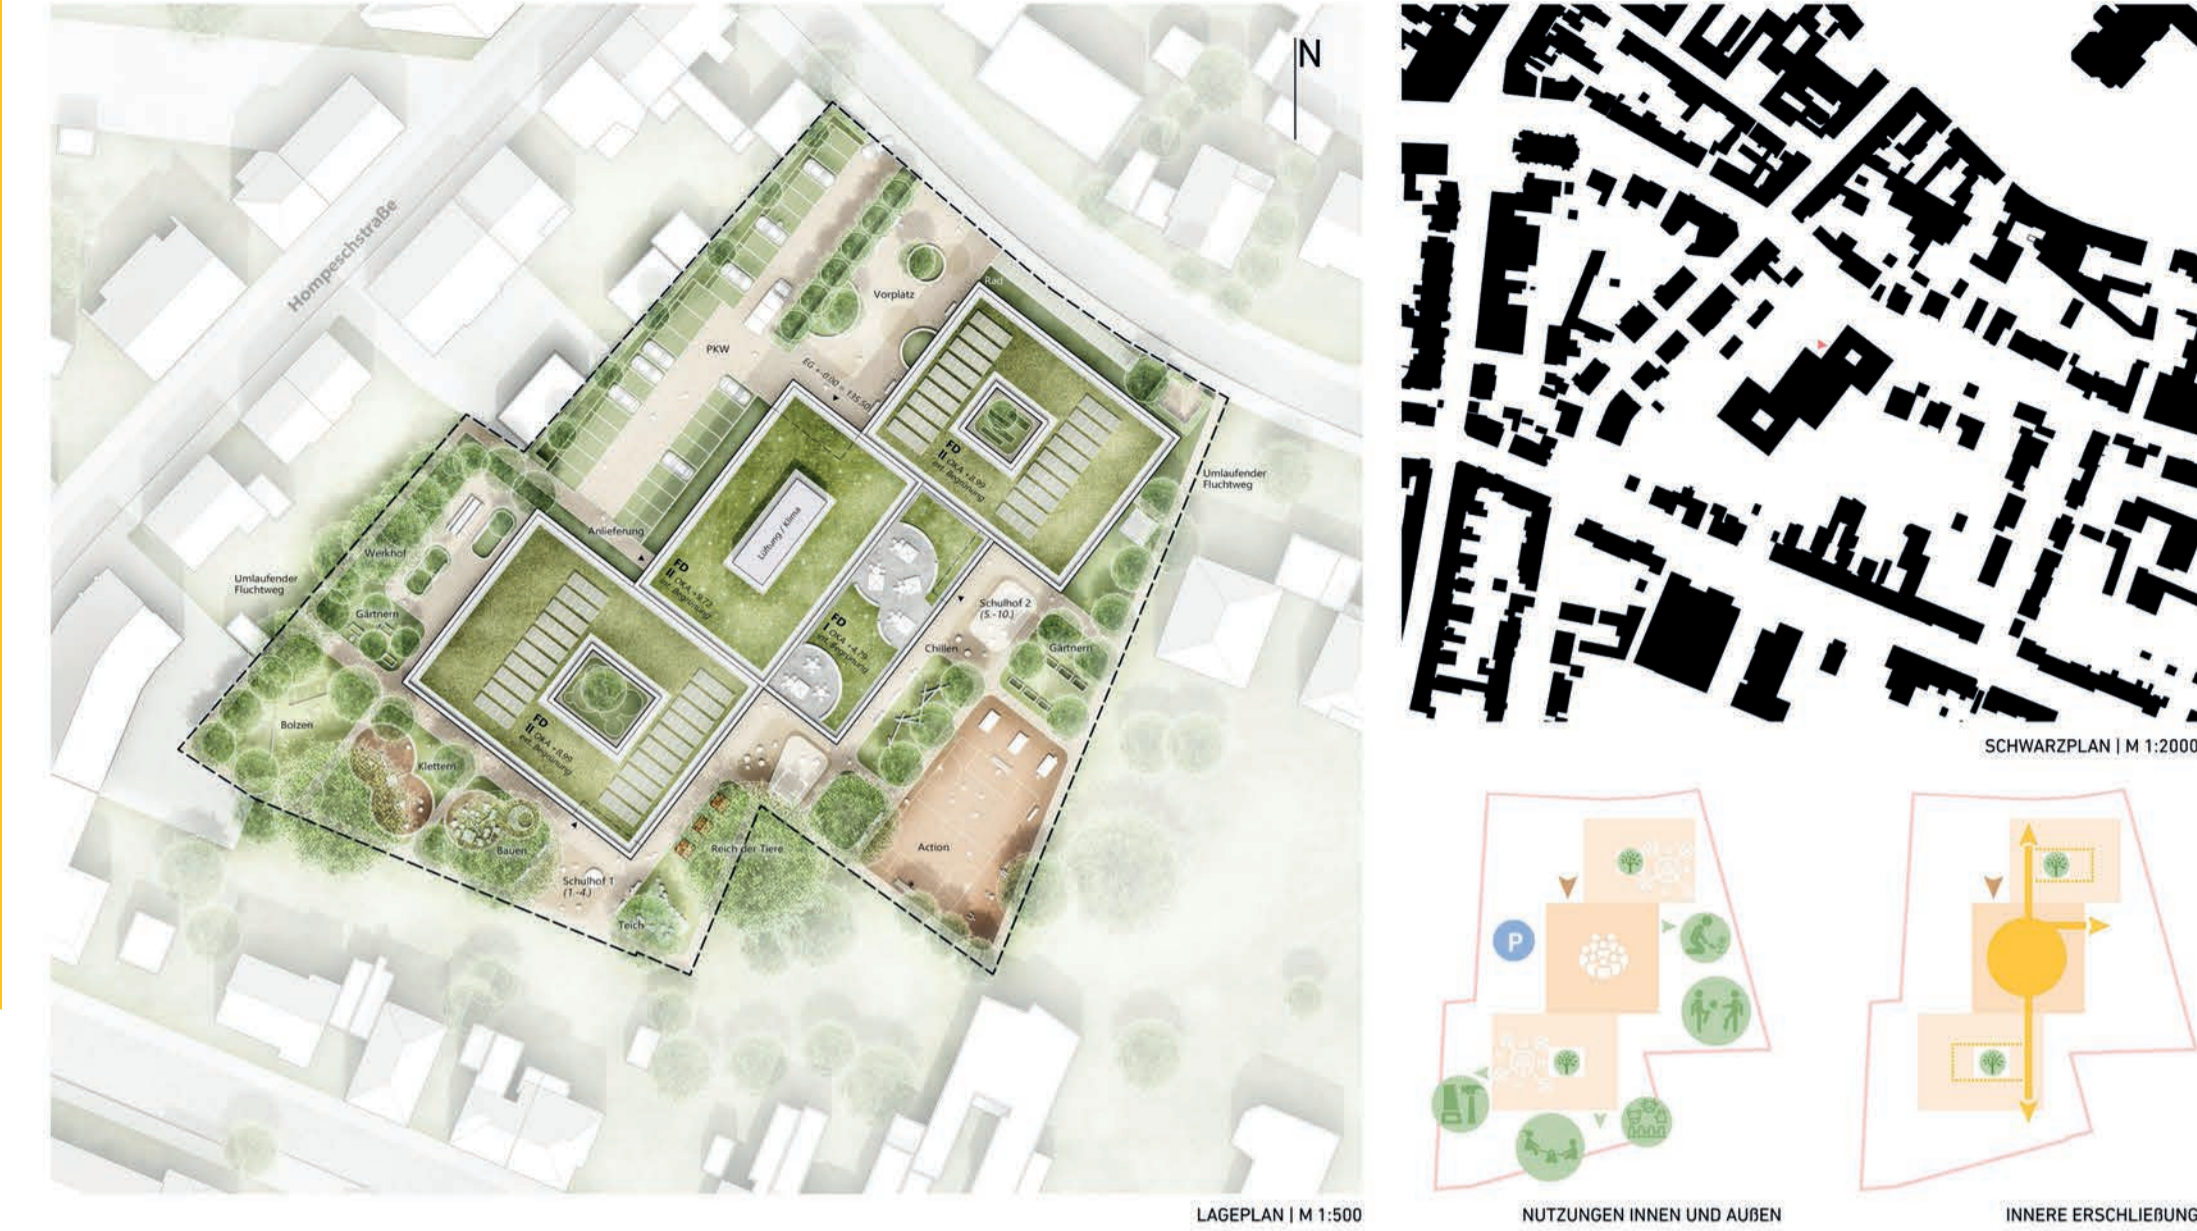 N
Hompeschstraße
Rad
Vorplatz
PKW
EG +-0.00 = 135.50
FD
II OKA +8.99
ext. Begrünung
Umlaufender
Fluchtweg
Anlieferung
Lüftung / Klima
Werkhof
FD
II OKA +9.72
ext. Begrünung
Umlaufender
Fluchtweg
Gärtnern
Schulhof 2
(5.-10.)
FD
I OKA +4.79
int. Begrünung
Chillen
Gärtnern
Bolzen
FD
II OKA +8.99
ext. Begrünung
Klettern
Bauen
Reich der Tiere
Action
Schulhof 1
(1.-4.)
Teich
LAGEPLAN | M 1:500
SCHWARZPLAN | M 1:2000
P
NUTZUNGEN INNEN UND AUßEN
INNERE ERSCHLIEßUNG